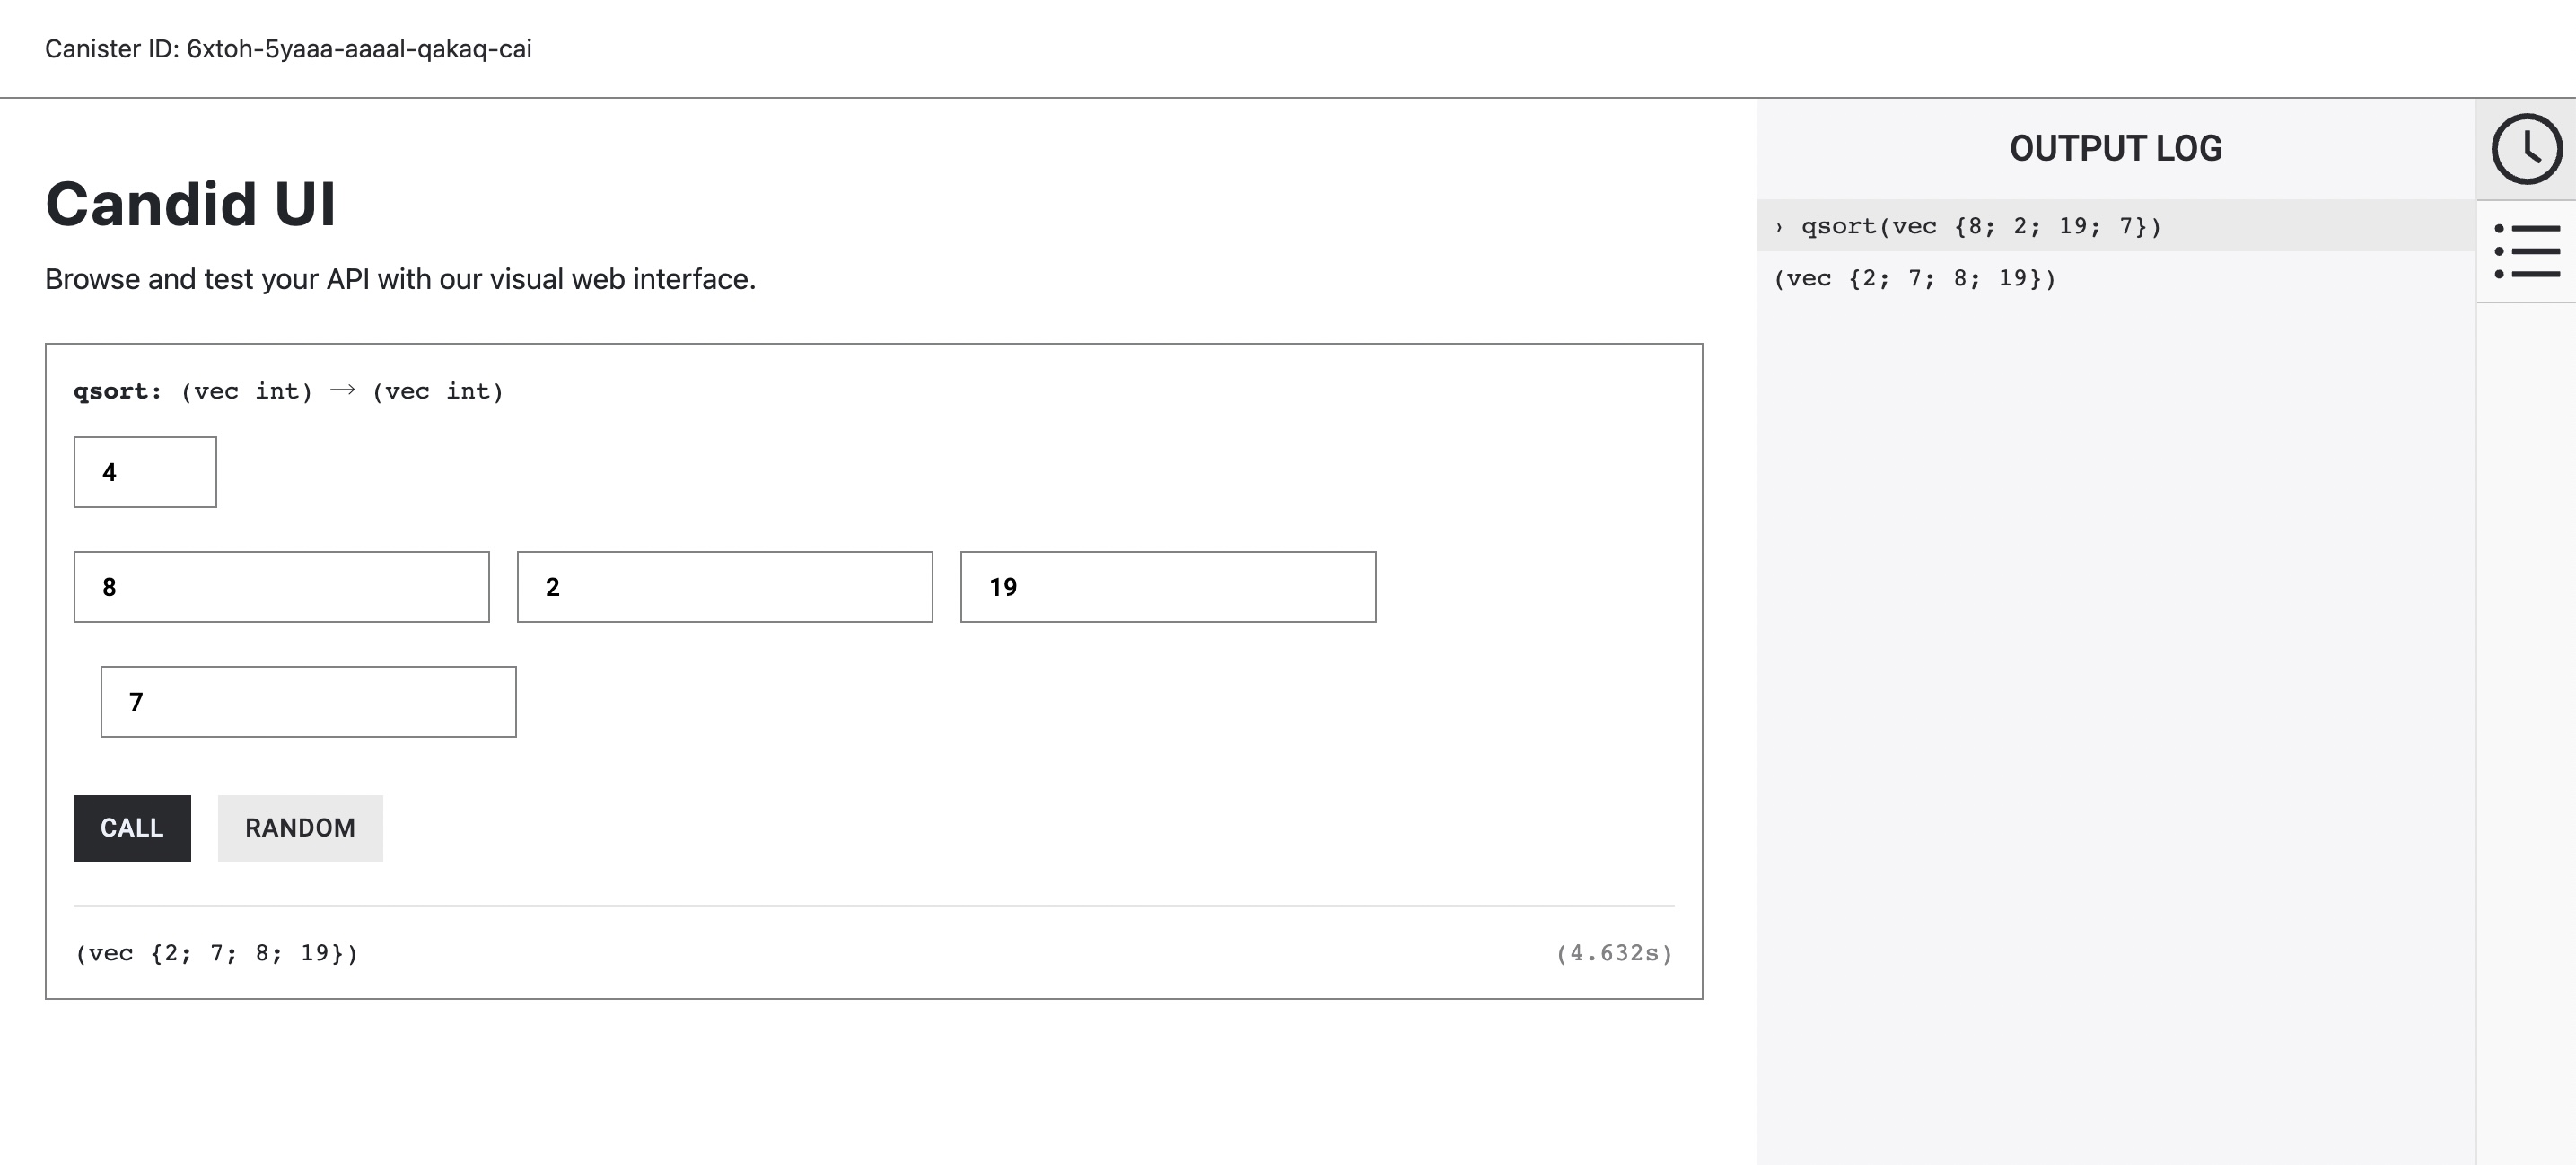 Canister ID: 6xtoh-5yaaa-aaaal-qakaq-cai
Candid UI
Browse and test your API with our visual web interface.
qsort: (vec int) → (vec int)
4
8 2 19
7
CALL RANDOM
(vec {2; 7; 8; 19}) (4.632s)
OUTPUT LOG
› qsort(vec {8; 2; 19; 7})
(vec {2; 7; 8; 19})